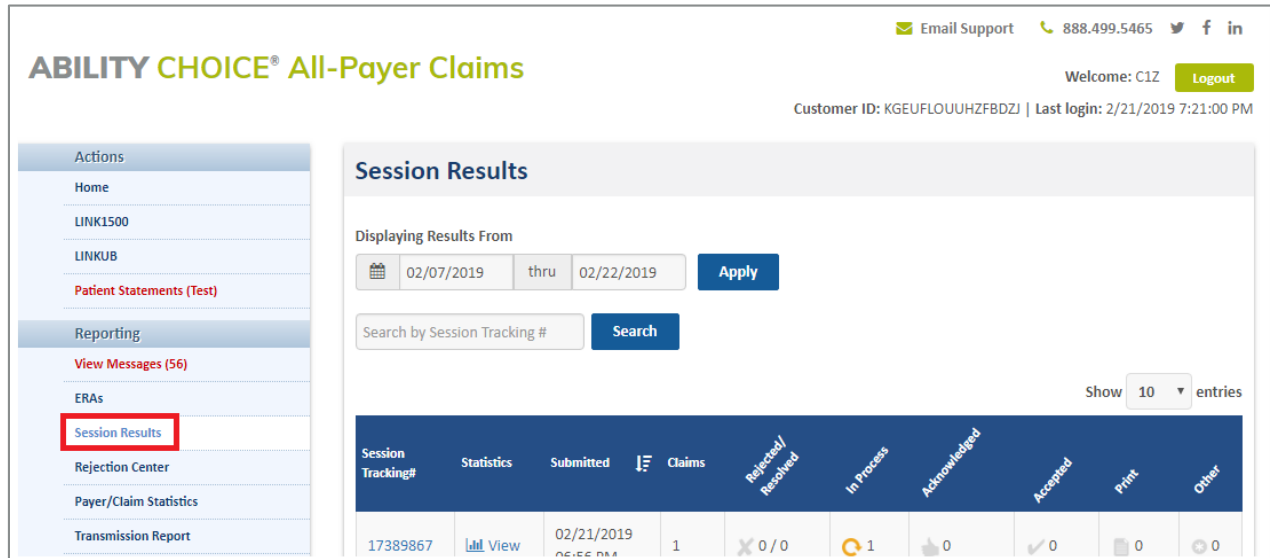 Email Support 888.499.5465
ABILITY CHOICE® All-Payer Claims
Welcome: C1Z Logout
Customer ID: KGEUFLOUUHZFBDZJ | Last login: 2/21/2019 7:21:00 PM
Actions
Home
LINK1500
LINKUB
Patient Statements (Test)
Reporting
View Messages (56)
ERAs
Session Results
Rejection Center
Payer/Claim Statistics
Transmission Report
Session Results
Displaying Results From
02/07/2019 thru 02/22/2019 Apply
Search by Session Tracking # Search
Show 10 entries
Session Tracking# Statistics Submitted Claims Rejected/Resolved In Process Acknowledged Accepted Print Other
17389867 View 02/21/2019 1 0 / 0 1 0 0 0 0
06:56 PM